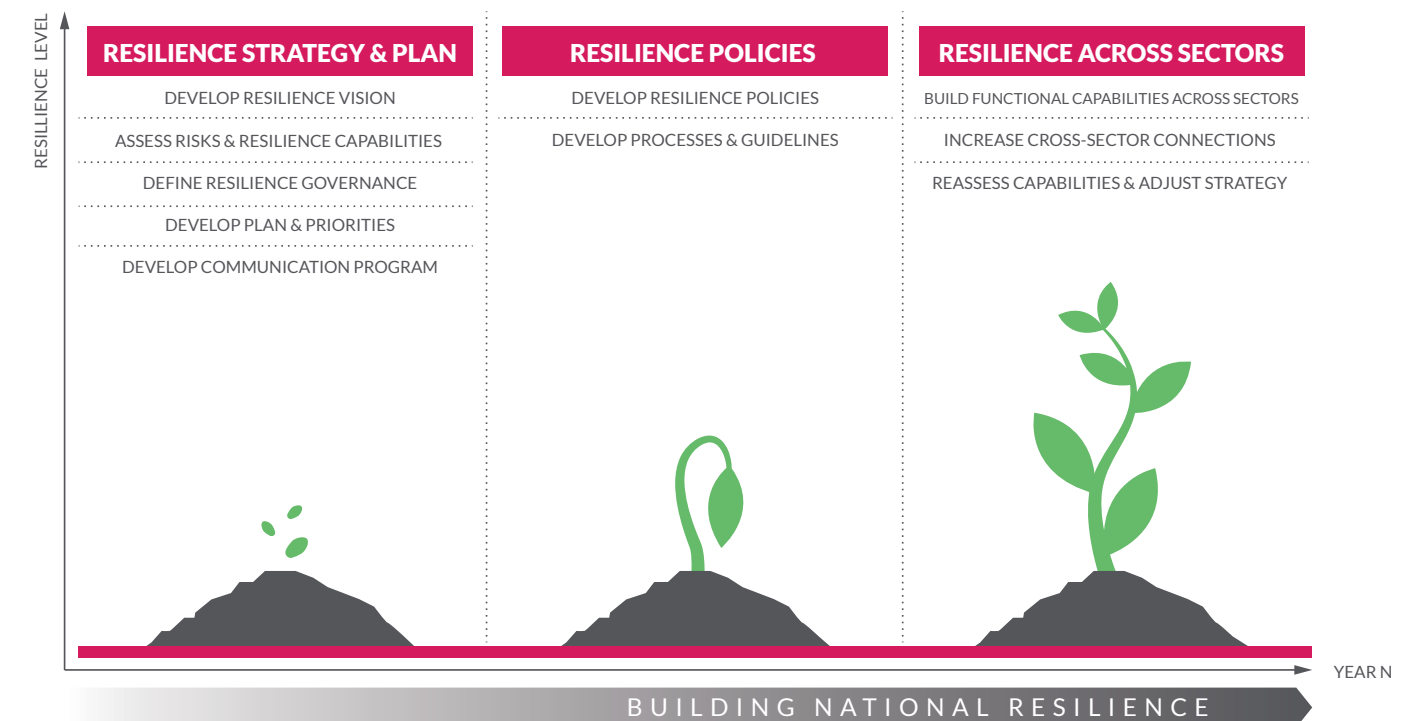 RESILLIENCE LEVEL
RESILIENCE STRATEGY & PLAN
DEVELOP RESILIENCE VISION
ASSESS RISKS & RESILIENCE CAPABILITIES
DEFINE RESILIENCE GOVERNANCE
DEVELOP PLAN & PRIORITIES
DEVELOP COMMUNICATION PROGRAM
RESILIENCE POLICIES
DEVELOP RESILIENCE POLICIES
DEVELOP PROCESSES & GUIDELINES
RESILIENCE ACROSS SECTORS
BUILD FUNCTIONAL CAPABILITIES ACROSS SECTORS
INCREASE CROSS-SECTOR CONNECTIONS
REASSESS CAPABILITIES & ADJUST STRATEGY
YEAR N
BUILDING NATIONAL RESILIENCE